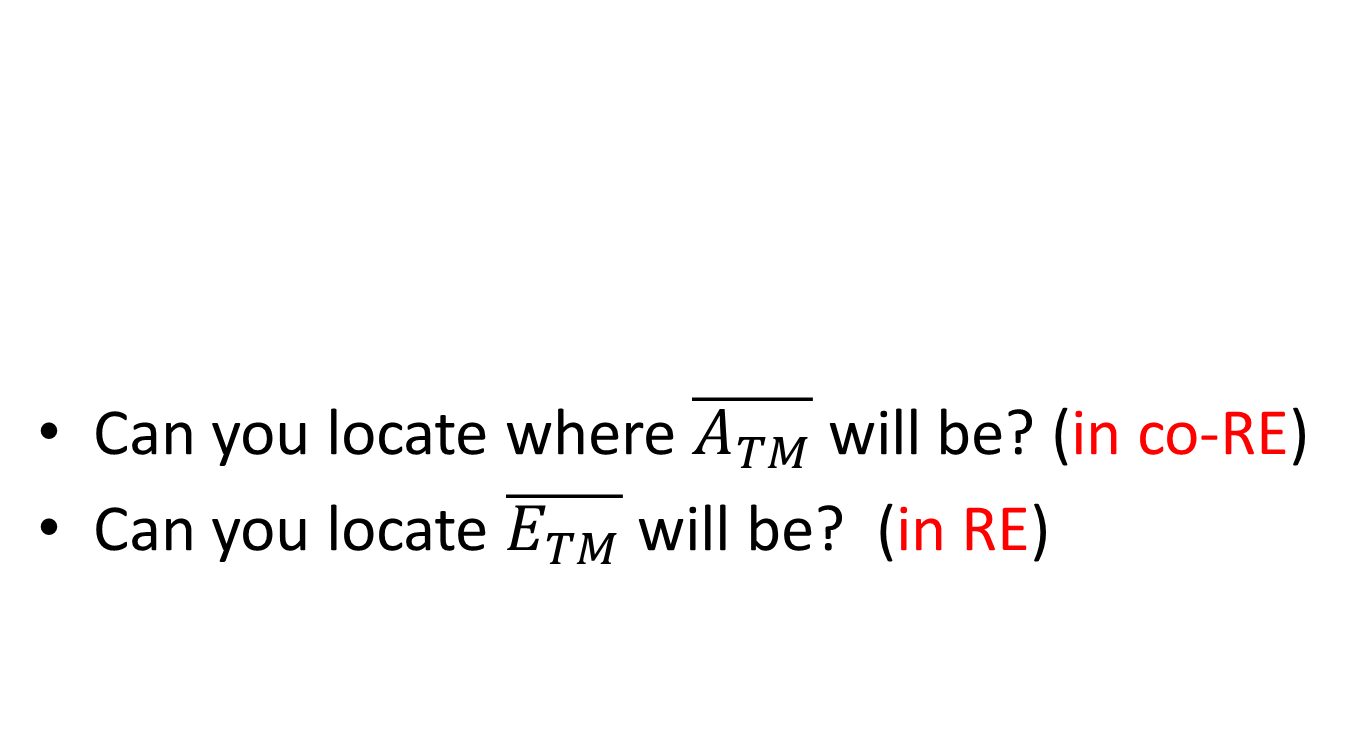 • Can you locate where $\overline{A_{TM}}$ will be? (in co-RE)
• Can you locate $\overline{E_{TM}}$ will be? (in RE)